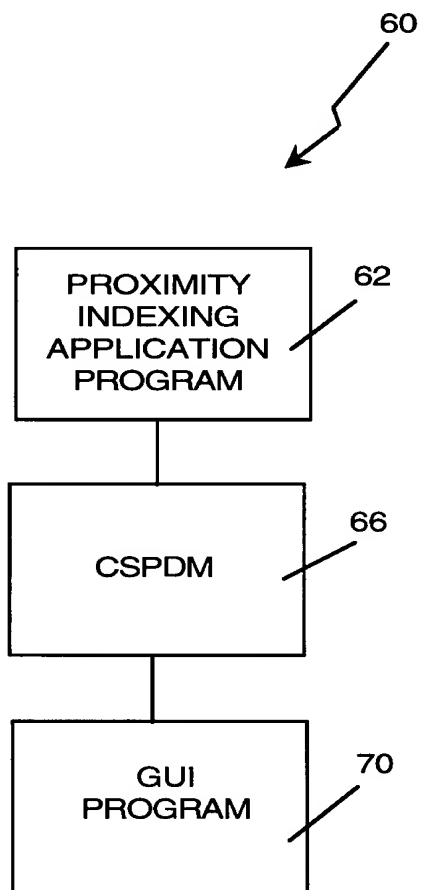 60
PROXIMITY
INDEXING
APPLICATION
PROGRAM
62
CSPDM
66
GUI
PROGRAM
70